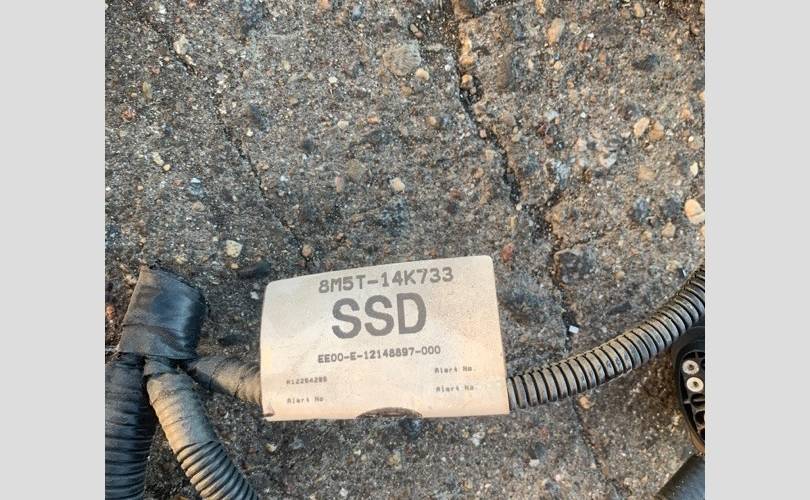 8M5T-14K733
SSD
EE00-E-12148897-000
Alert No.
Alert No.
Alert No.